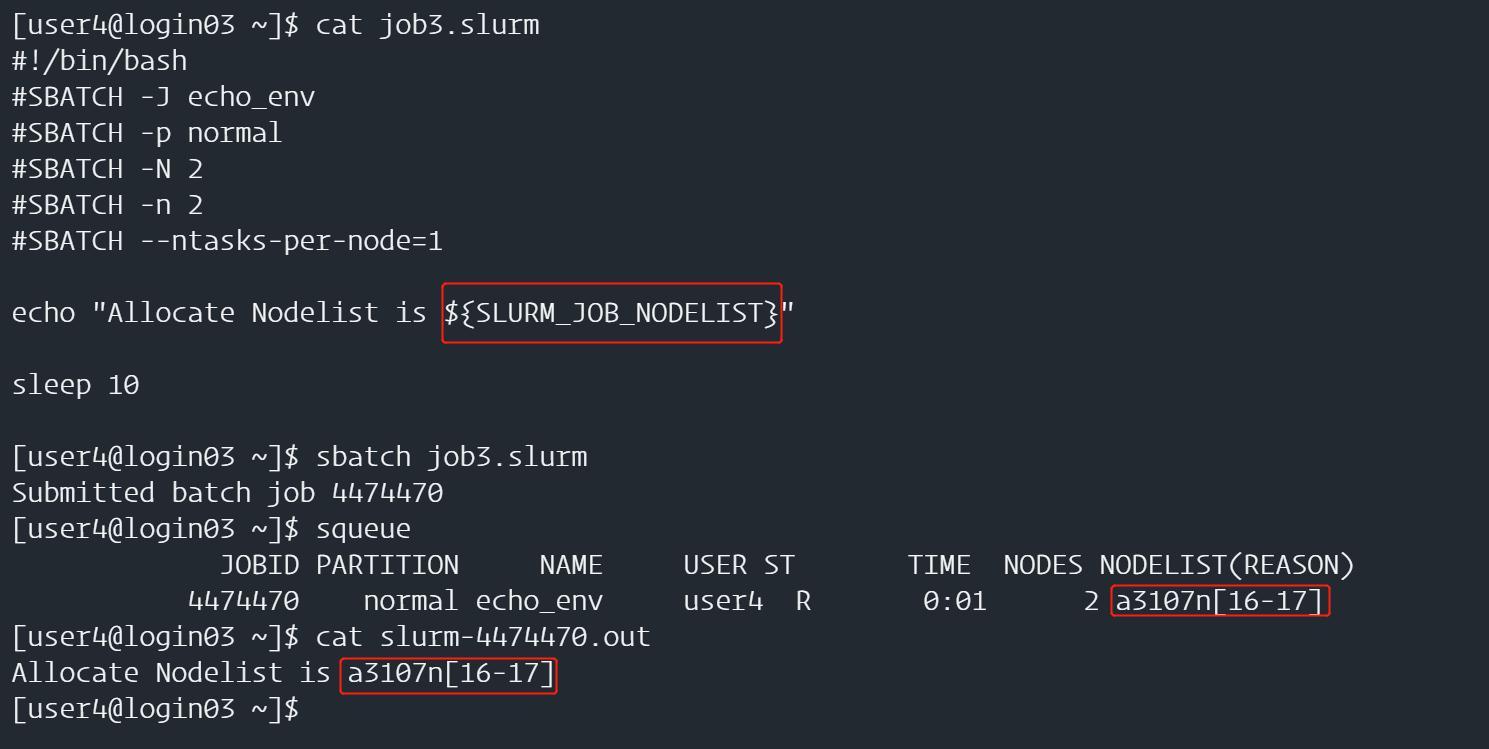 [user4@login03 ~]$ cat job3.slurm
#!/bin/bash
#SBATCH -J echo_env
#SBATCH -p normal
#SBATCH -N 2
#SBATCH -n 2
#SBATCH --ntasks-per-node=1
echo "Allocate Nodelist is ${SLURM_JOB_NODELIST}"
sleep 10
[user4@login03 ~]$ sbatch job3.slurm
Submitted batch job 4474470
[user4@login03 ~]$ squeue
             JOBID PARTITION     NAME     USER ST       TIME  NODES NODELIST(REASON)
           4474470    normal echo_env     user4  R       0:01      2 a3107n[16-17]
[user4@login03 ~]$ cat slurm-4474470.out
Allocate Nodelist is a3107n[16-17]
[user4@login03 ~]$